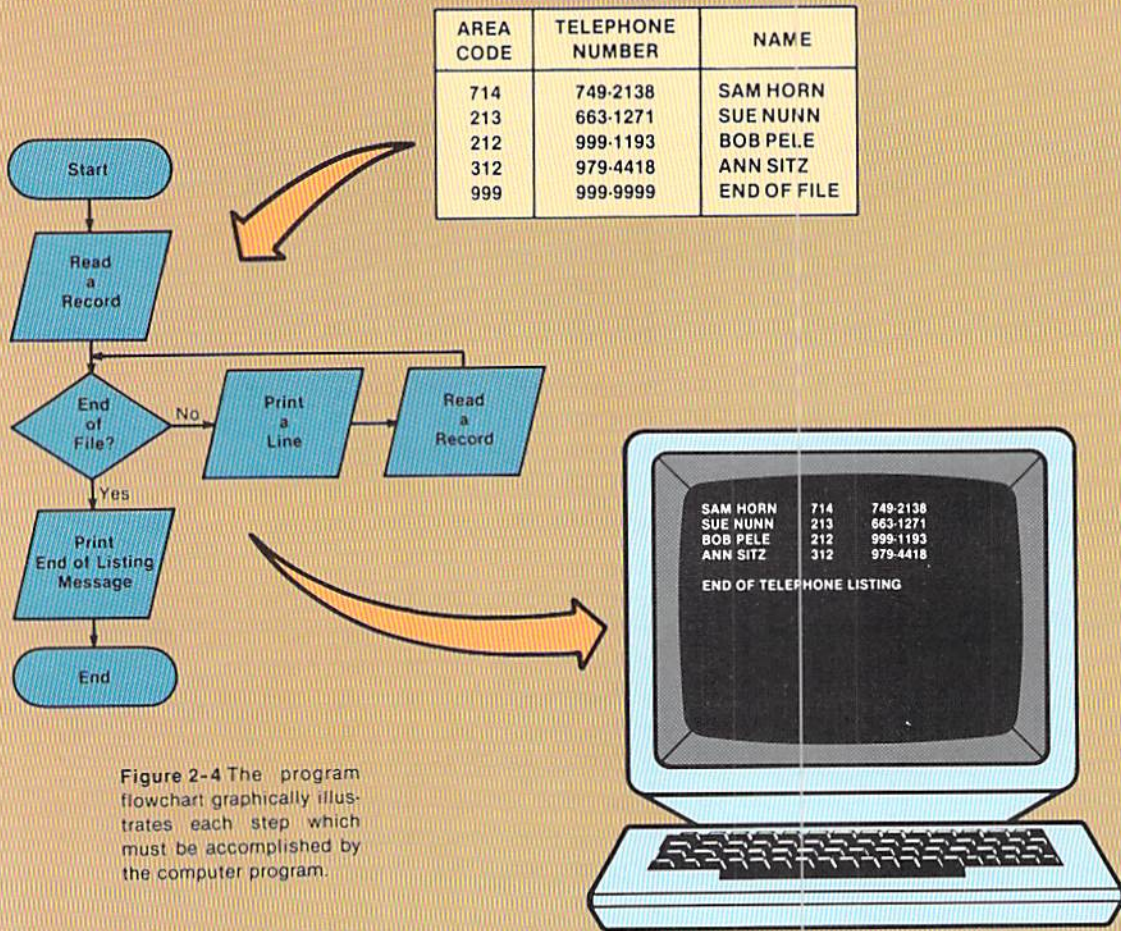 AREA CODE TELEPHONE NUMBER NAME
714 749-2138 SAM HORN
213 663-1271 SUE NUNN
212 999-1193 BOB PELE
312 979-4418 ANN SITZ
999 999-9999 END OF FILE
Start
Read
a
Record
End
of
File?
No
Print
a
Line
Read
a
Record
Yes
Print
End of Listing
Message
End
SAM HORN 714 749-2138
SUE NUNN 213 663-1271
BOB PELE 212 999-1193
ANN SITZ 312 979-4418
END OF TELEPHONE LISTING
Figure 2-4 The program
flowchart graphically illus-
trates each step which
must be accomplished by
the computer program.